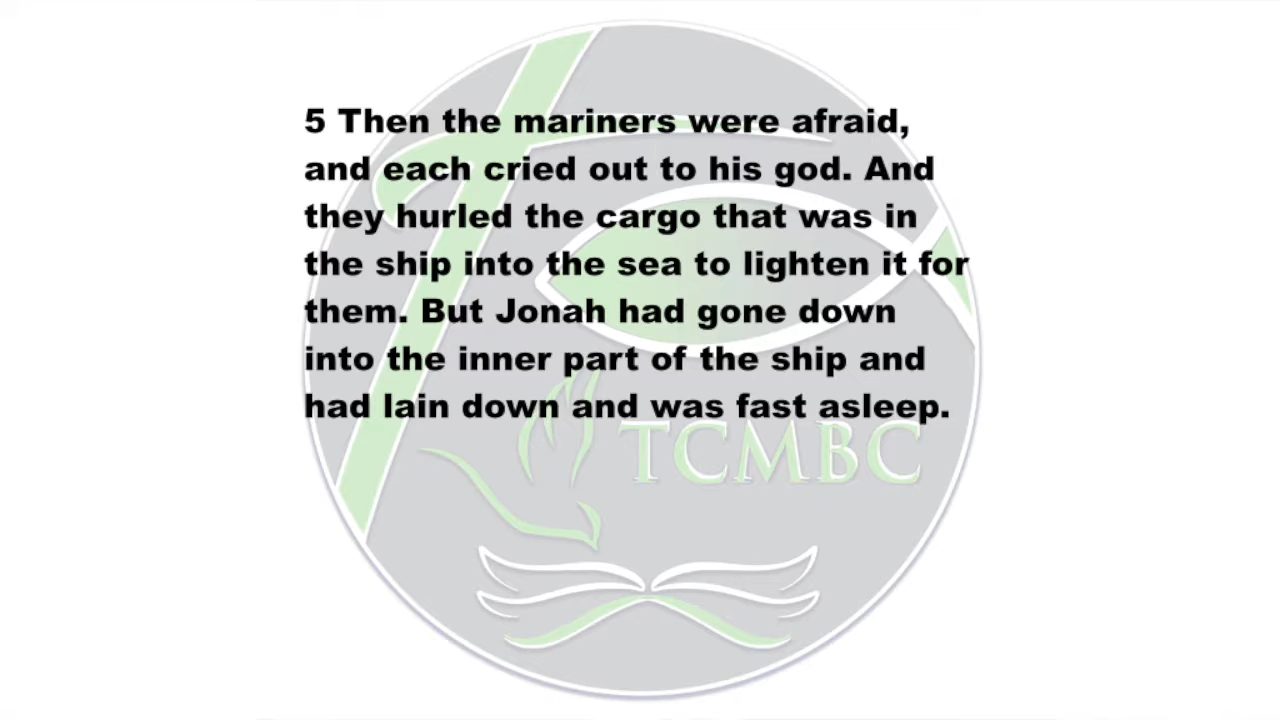 5 Then the mariners were afraid,
and each cried out to his god. And
they hurled the cargo that was in
the ship into the sea to lighten it for
them. But Jonah had gone down
into the inner part of the ship and
had lain down and was fast asleep.
TCMBC